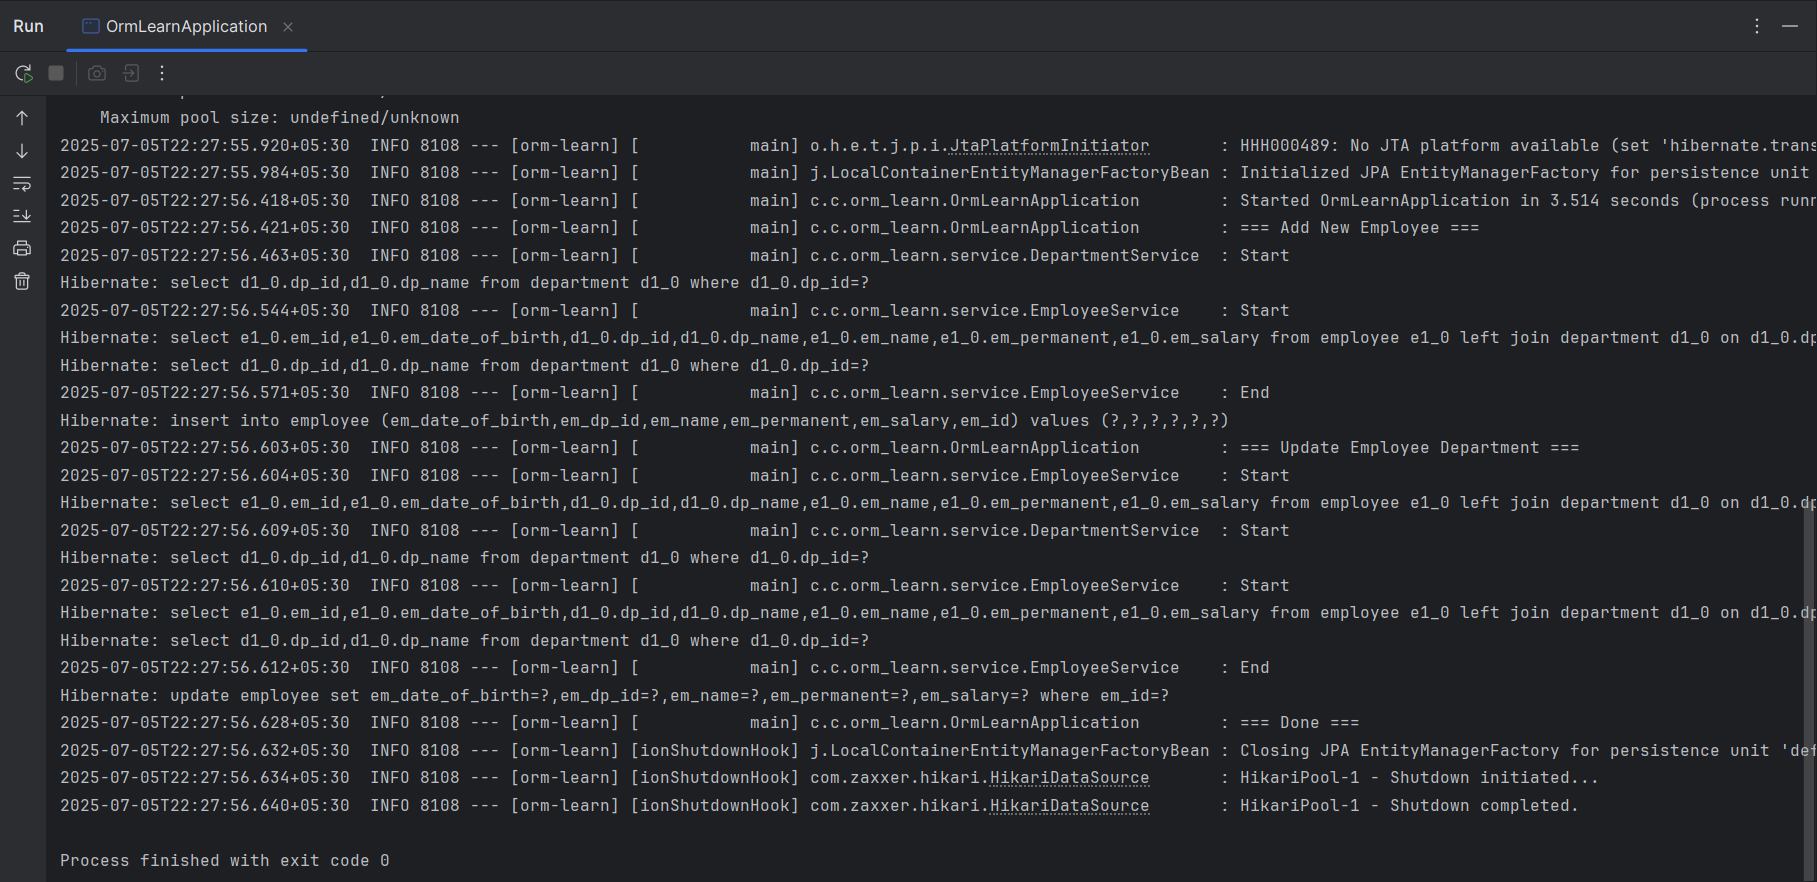 Run OrmLearnApplication
Maximum pool size: undefined/unknown
2025-07-05T22:27:55.920+05:30  INFO 8108 --- [orm-learn] [           main] o.h.e.t.j.p.i.JtaPlatformInitiator       : HHH000489: No JTA platform available (set 'hibernate.trans
2025-07-05T22:27:55.984+05:30  INFO 8108 --- [orm-learn] [           main] j.LocalContainerEntityManagerFactoryBean : Initialized JPA EntityManagerFactory for persistence unit
2025-07-05T22:27:56.418+05:30  INFO 8108 --- [orm-learn] [           main] c.c.orm_learn.OrmLearnApplication        : Started OrmLearnApplication in 3.514 seconds (process runn
2025-07-05T22:27:56.421+05:30  INFO 8108 --- [orm-learn] [           main] c.c.orm_learn.OrmLearnApplication        : === Add New Employee ===
2025-07-05T22:27:56.463+05:30  INFO 8108 --- [orm-learn] [           main] c.c.orm_learn.service.DepartmentService  : Start
Hibernate: select d1_0.dp_id,d1_0.dp_name from department d1_0 where d1_0.dp_id=?
2025-07-05T22:27:56.544+05:30  INFO 8108 --- [orm-learn] [           main] c.c.orm_learn.service.EmployeeService    : Start
Hibernate: select e1_0.em_id,e1_0.em_date_of_birth,d1_0.dp_id,d1_0.dp_name,e1_0.em_name,e1_0.em_permanent,e1_0.em_salary from employee e1_0 left join department d1_0 on d1_0.dp
Hibernate: select d1_0.dp_id,d1_0.dp_name from department d1_0 where d1_0.dp_id=?
2025-07-05T22:27:56.571+05:30  INFO 8108 --- [orm-learn] [           main] c.c.orm_learn.service.EmployeeService    : End
Hibernate: insert into employee (em_date_of_birth,em_dp_id,em_name,em_permanent,em_salary,em_id) values (?,?,?,?,?,?)
2025-07-05T22:27:56.603+05:30  INFO 8108 --- [orm-learn] [           main] c.c.orm_learn.OrmLearnApplication        : === Update Employee Department ===
2025-07-05T22:27:56.604+05:30  INFO 8108 --- [orm-learn] [           main] c.c.orm_learn.service.EmployeeService    : Start
Hibernate: select e1_0.em_id,e1_0.em_date_of_birth,d1_0.dp_id,d1_0.dp_name,e1_0.em_name,e1_0.em_permanent,e1_0.em_salary from employee e1_0 left join department d1_0 on d1_0.dp
2025-07-05T22:27:56.609+05:30  INFO 8108 --- [orm-learn] [           main] c.c.orm_learn.service.DepartmentService  : Start
Hibernate: select d1_0.dp_id,d1_0.dp_name from department d1_0 where d1_0.dp_id=?
2025-07-05T22:27:56.610+05:30  INFO 8108 --- [orm-learn] [           main] c.c.orm_learn.service.EmployeeService    : Start
Hibernate: select e1_0.em_id,e1_0.em_date_of_birth,d1_0.dp_id,d1_0.dp_name,e1_0.em_name,e1_0.em_permanent,e1_0.em_salary from employee e1_0 left join department d1_0 on d1_0.dp
Hibernate: select d1_0.dp_id,d1_0.dp_name from department d1_0 where d1_0.dp_id=?
2025-07-05T22:27:56.612+05:30  INFO 8108 --- [orm-learn] [           main] c.c.orm_learn.service.EmployeeService    : End
Hibernate: update employee set em_date_of_birth=?,em_dp_id=?,em_name=?,em_permanent=?,em_salary=? where em_id=?
2025-07-05T22:27:56.628+05:30  INFO 8108 --- [orm-learn] [           main] c.c.orm_learn.OrmLearnApplication        : === Done ===
2025-07-05T22:27:56.632+05:30  INFO 8108 --- [orm-learn] [ionShutdownHook] j.LocalContainerEntityManagerFactoryBean : Closing JPA EntityManagerFactory for persistence unit 'def
2025-07-05T22:27:56.634+05:30  INFO 8108 --- [orm-learn] [ionShutdownHook] com.zaxxer.hikari.HikariDataSource       : HikariPool-1 - Shutdown initiated...
2025-07-05T22:27:56.640+05:30  INFO 8108 --- [orm-learn] [ionShutdownHook] com.zaxxer.hikari.HikariDataSource       : HikariPool-1 - Shutdown completed.
Process finished with exit code 0